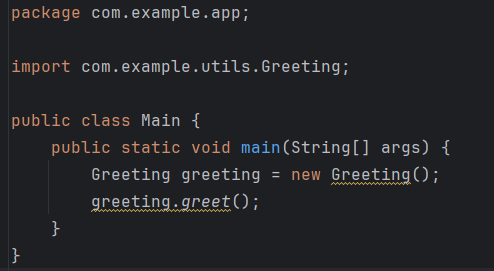 package com.example.app;
import com.example.utils.Greeting;
public class Main {
public static void main(String[] args) {
Greeting greeting = new Greeting();
greeting.greet();
}
}